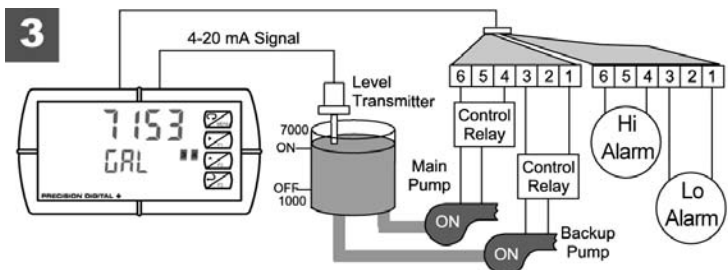 3
4-20 mA Signal
7153
GAL
PRECISION DIGITAL
Level
Transmitter
7000
ON
OFF
1000
6 5 4 3 2 1
6 5 4 3 2 1
Control
Relay
Control
Relay
Hi
Alarm
Lo
Alarm
Main
Pump
ON
ON
Backup
Pump